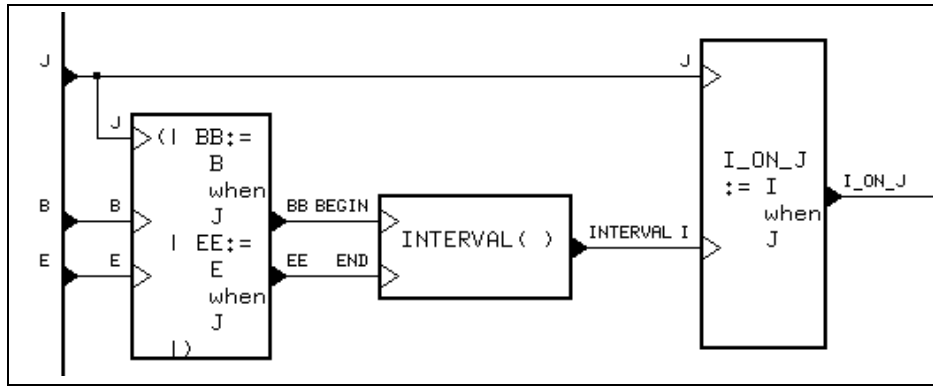 J
J
J
(| BB:=
B
when
J
| EE:=
E
when
J
|)
B
B
E
E
BB BEGIN
EE END
INTERVAL( )
INTERVAL I
I_ON_J
:= I
when
J
I_ON_J